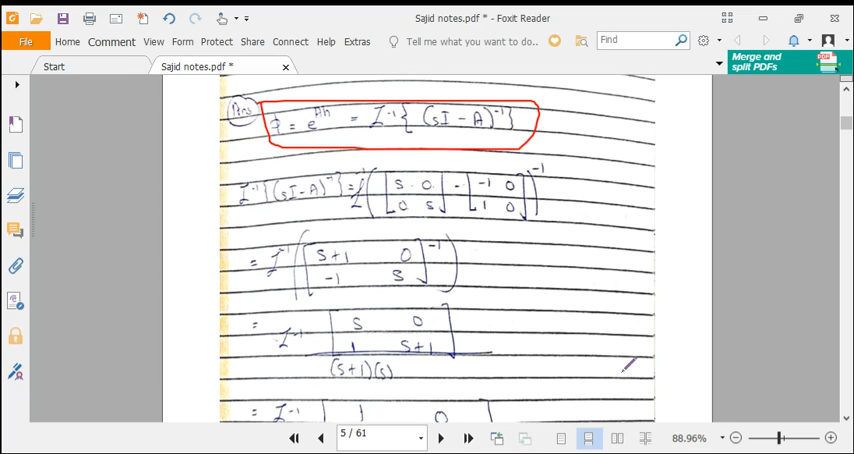 Sajid notes.pdf * - Foxit Reader
File Home Comment View Form Protect Share Connect Help Extras Tell me what you want to do.. Find
Start Sajid notes.pdf * Merge and split PDFs
Ans
Φ = e^Ah = L⁻¹{(sI - A)⁻¹}
L⁻¹{(sI - A)⁻¹} = L⁻¹([s 0; 0 s] - [-1 0; 1 0])⁻¹
= L⁻¹([s+1 0; -1 s]⁻¹)
= L⁻¹ [s 0; 1 s+1]
(s+1)(s)
= L⁻¹ [1 0
5 / 61 88.96%